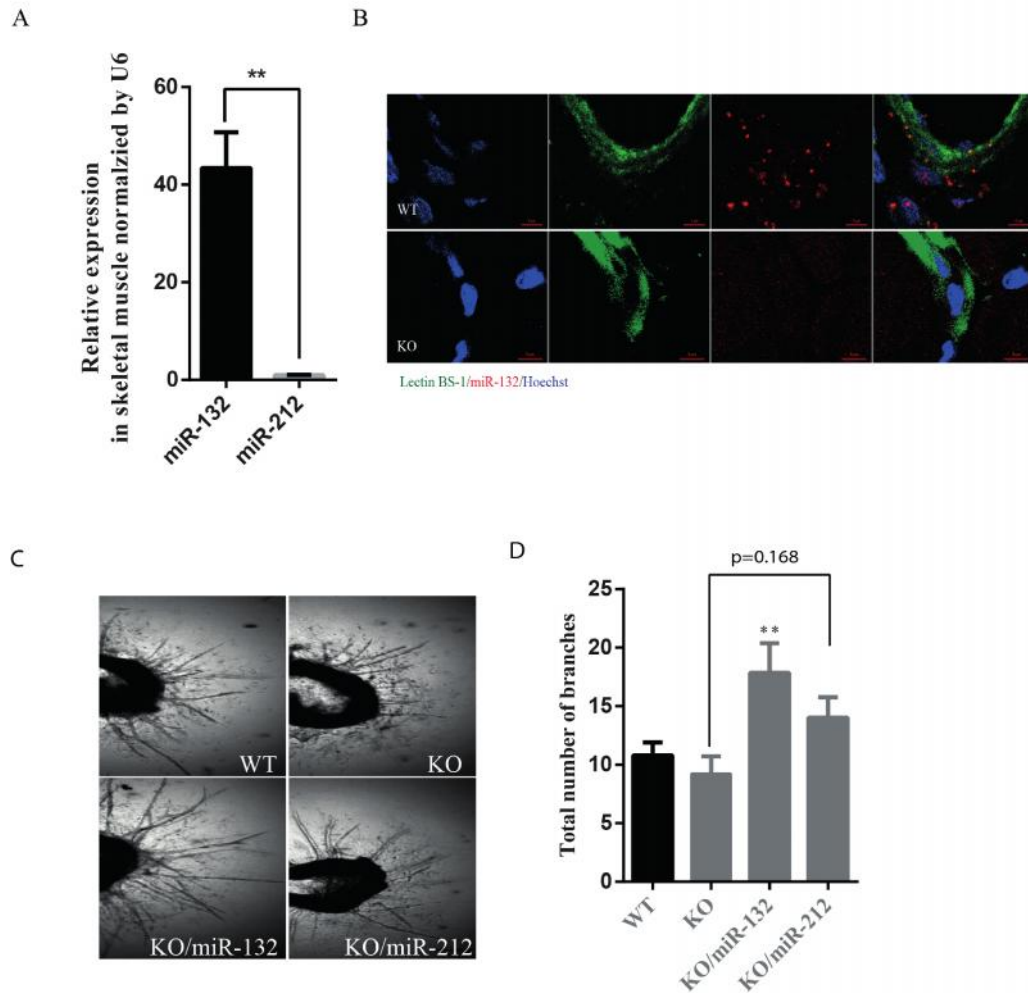 A
Relative expression
in skeletal muscle normalzied by U6
60
40
20
0
**
miR-132
miR-212
B
WT
KO
Lectin BS-1/miR-132/Hoechst
C
WT
KO
KO/miR-132
KO/miR-212
D
p=0.168
Total number of branches
25
20
15
10
5
0
**
WT
KO
KO/miR-132
KO/miR-212